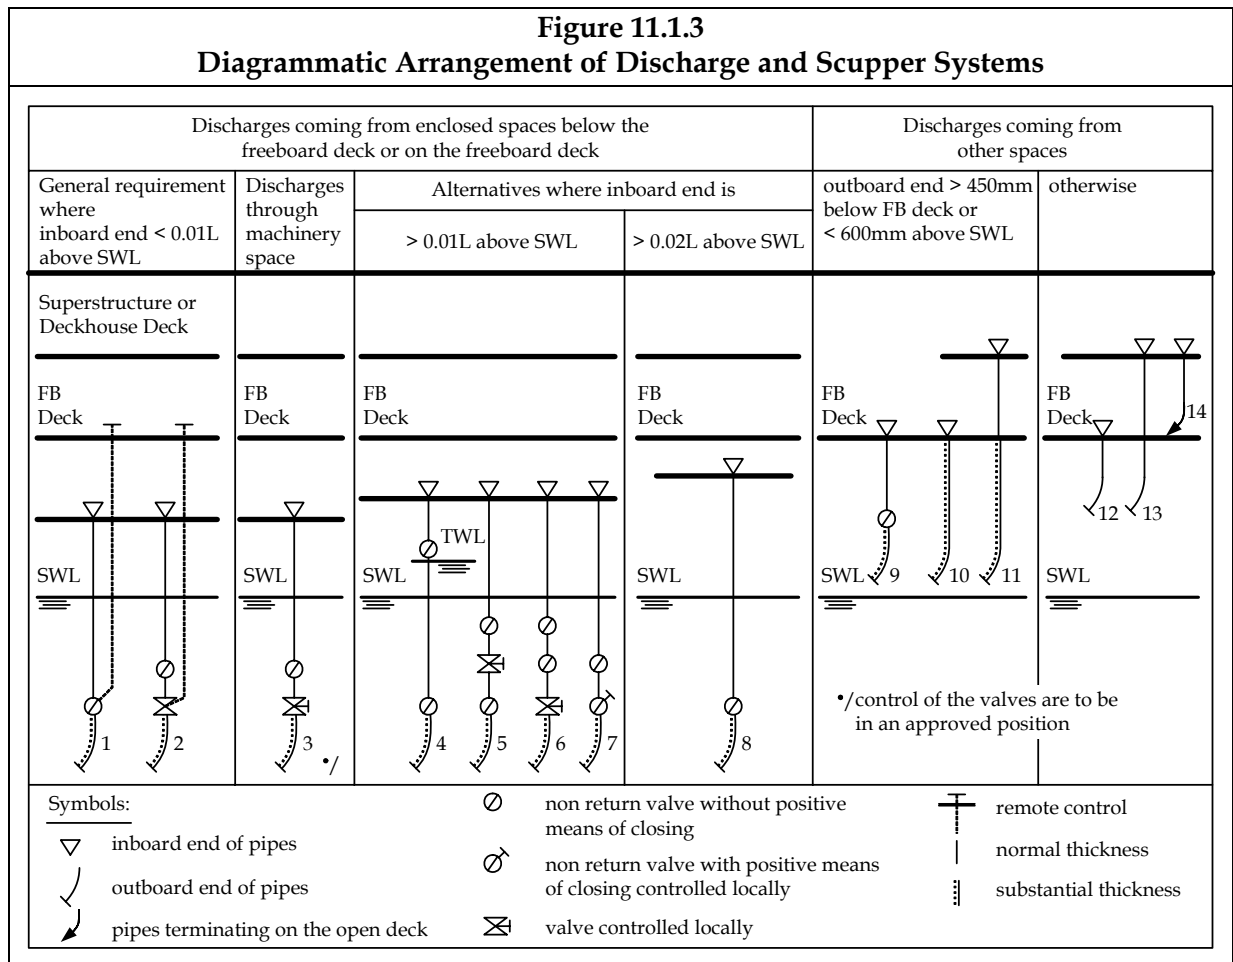 Figure 11.1.3
Diagrammatic Arrangement of Discharge and Scupper Systems
Discharges coming from enclosed spaces below the
freeboard deck or on the freeboard deck
Discharges coming from
other spaces
General requirement
where
inboard end < 0.01L
above SWL
Discharges
through
machinery
space
Alternatives where inboard end is
> 0.01L above SWL
> 0.02L above SWL
outboard end > 450mm
below FB deck or
< 600mm above SWL
otherwise
Superstructure or
Deckhouse Deck
FB
Deck
FB
Deck
FB
Deck
FB
Deck
FB
Deck
FB
Deck
14
12
13
TWL
SWL
SWL
SWL
SWL
SWL
9
10
11
SWL
1
2
3
•/
4
5
6
7
8
•/control of the valves are to be
in an approved position
Symbols:
inboard end of pipes
outboard end of pipes
pipes terminating on the open deck
non return valve without positive
means of closing
non return valve with positive means
of closing controlled locally
valve controlled locally
remote control
normal thickness
substantial thickness